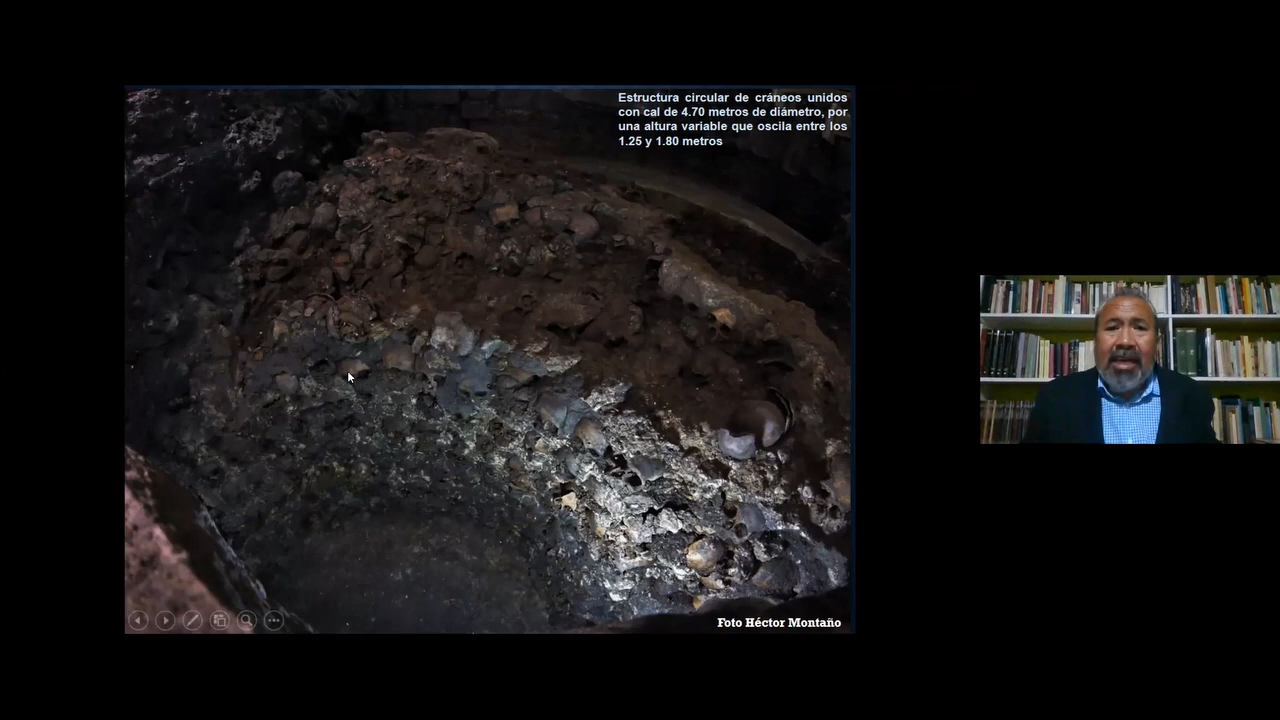 Estructura circular de cráneos unidos
con cal de 4.70 metros de diámetro, por
una altura variable que oscila entre los
1.25 y 1.80 metros
Foto Héctor Montaño